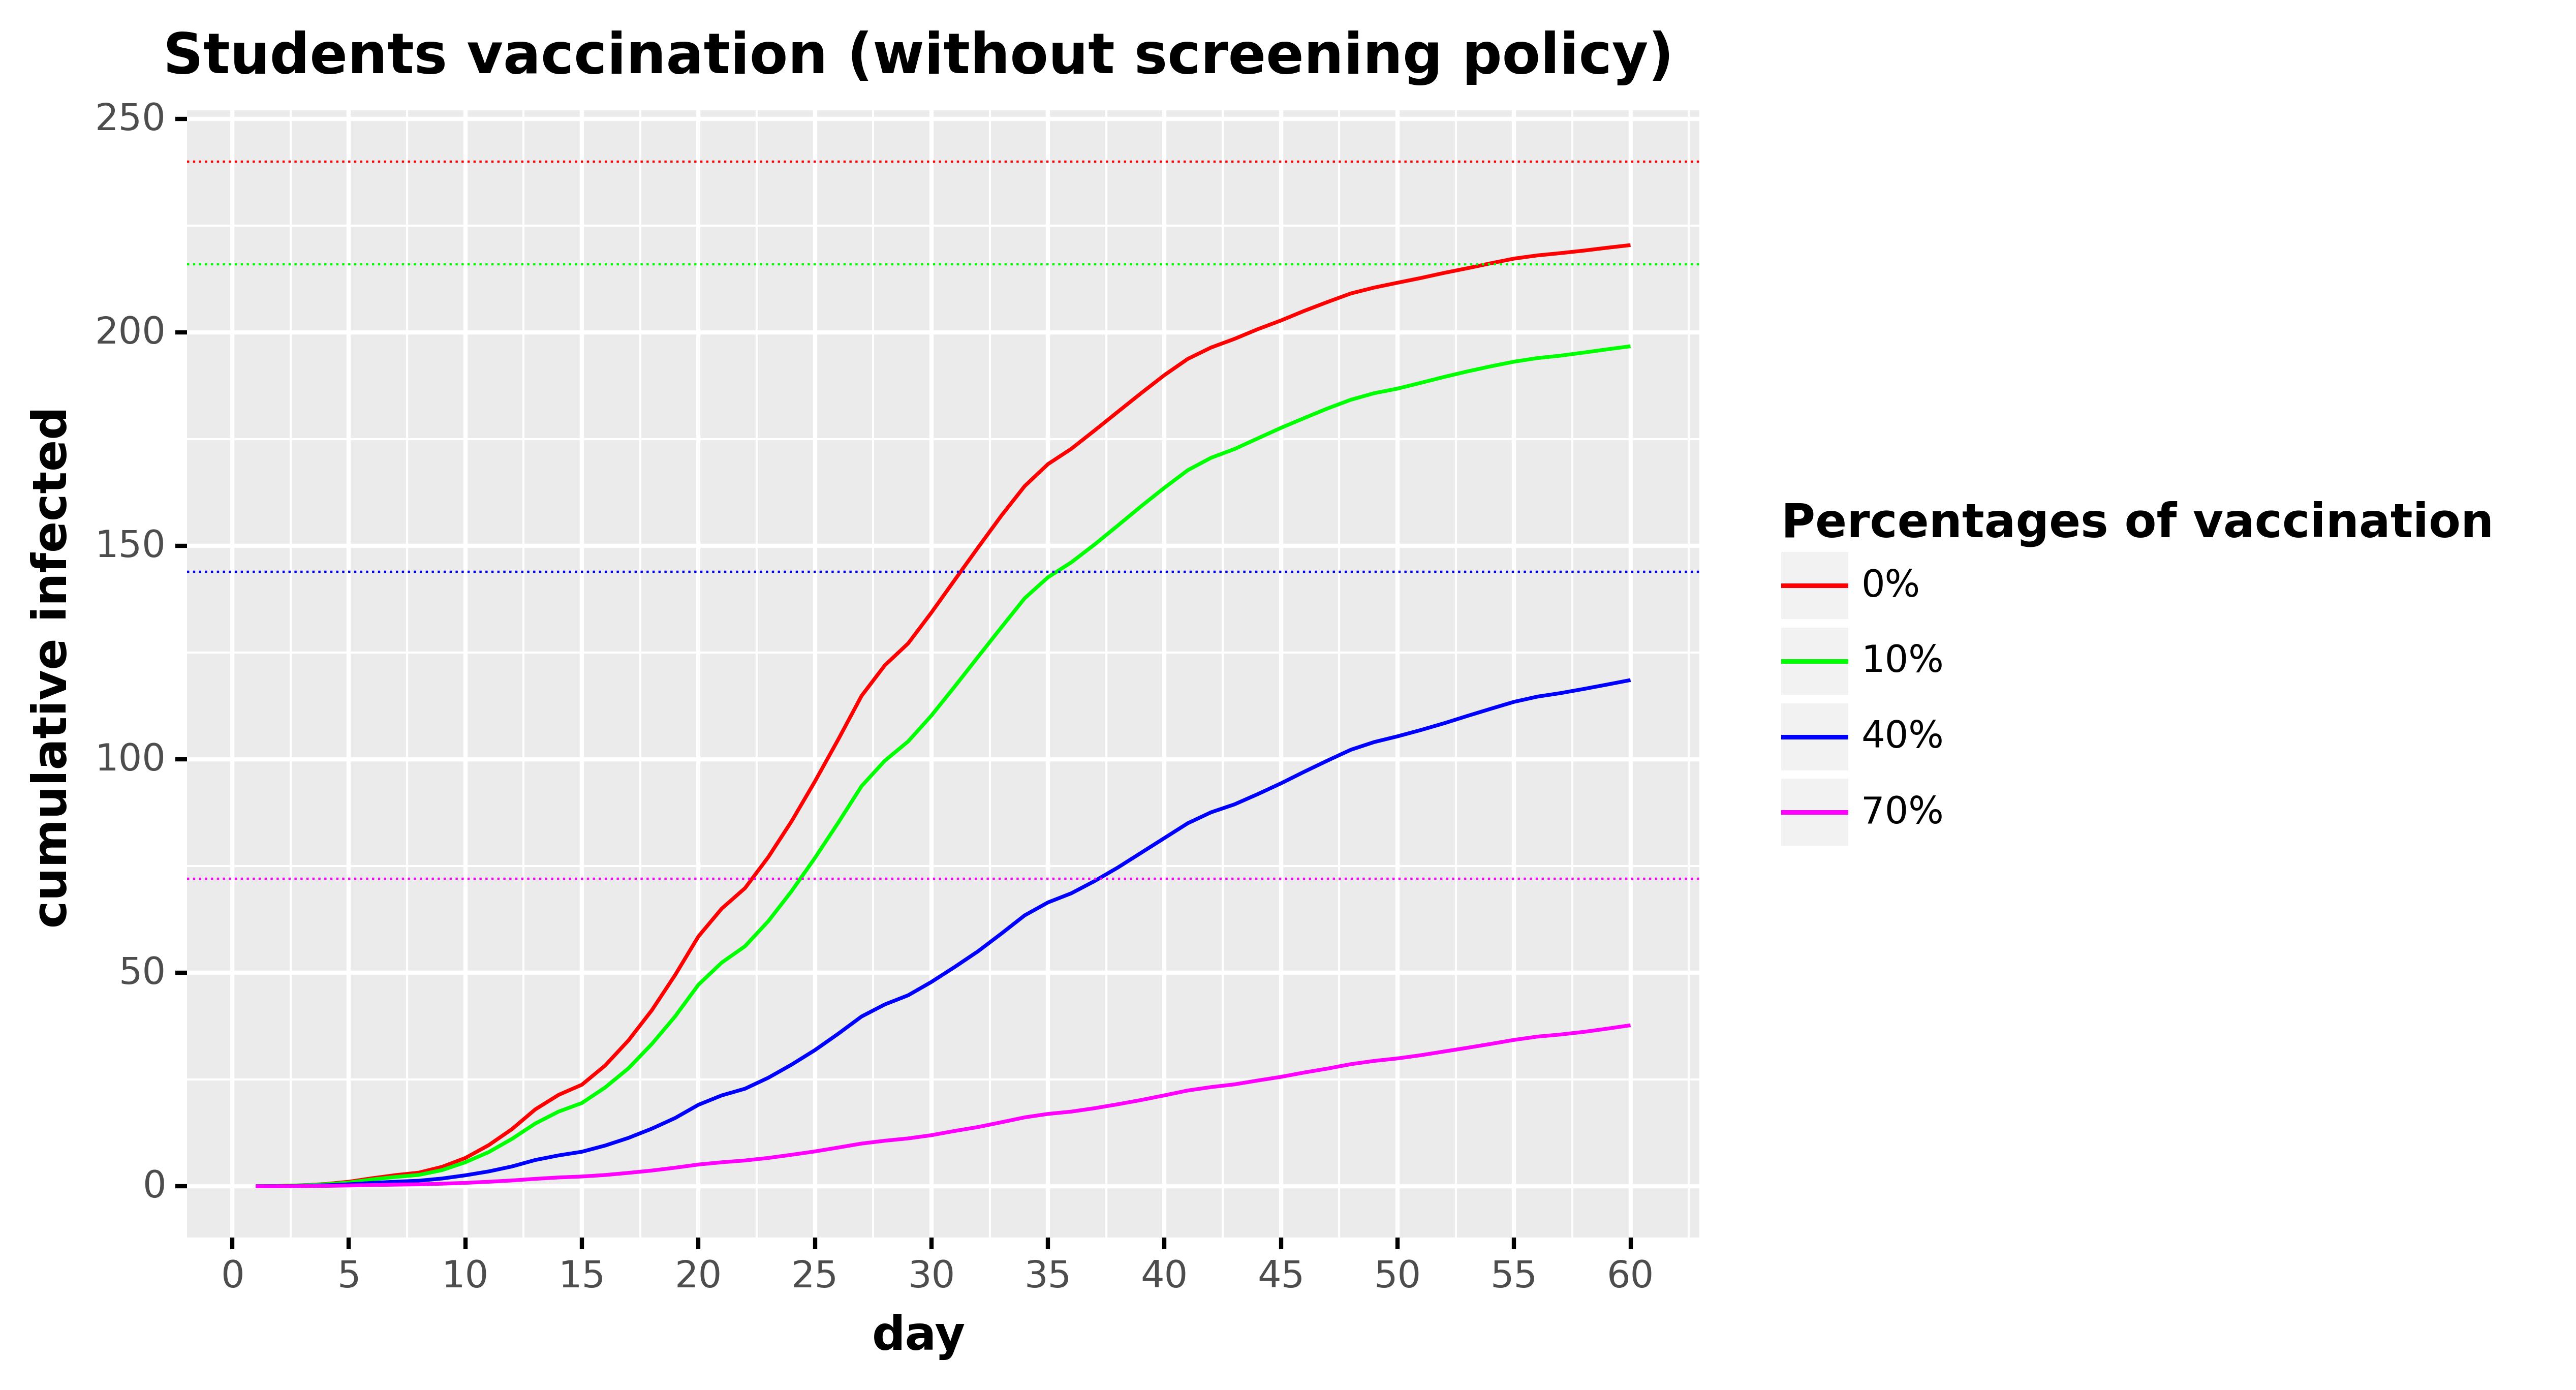 Students vaccination (without screening policy)
250
200
150
100
50
0
cumulative infected
0 5 10 15 20 25 30 35 40 45 50 55 60
day
Percentages of vaccination
0%
10%
40%
70%